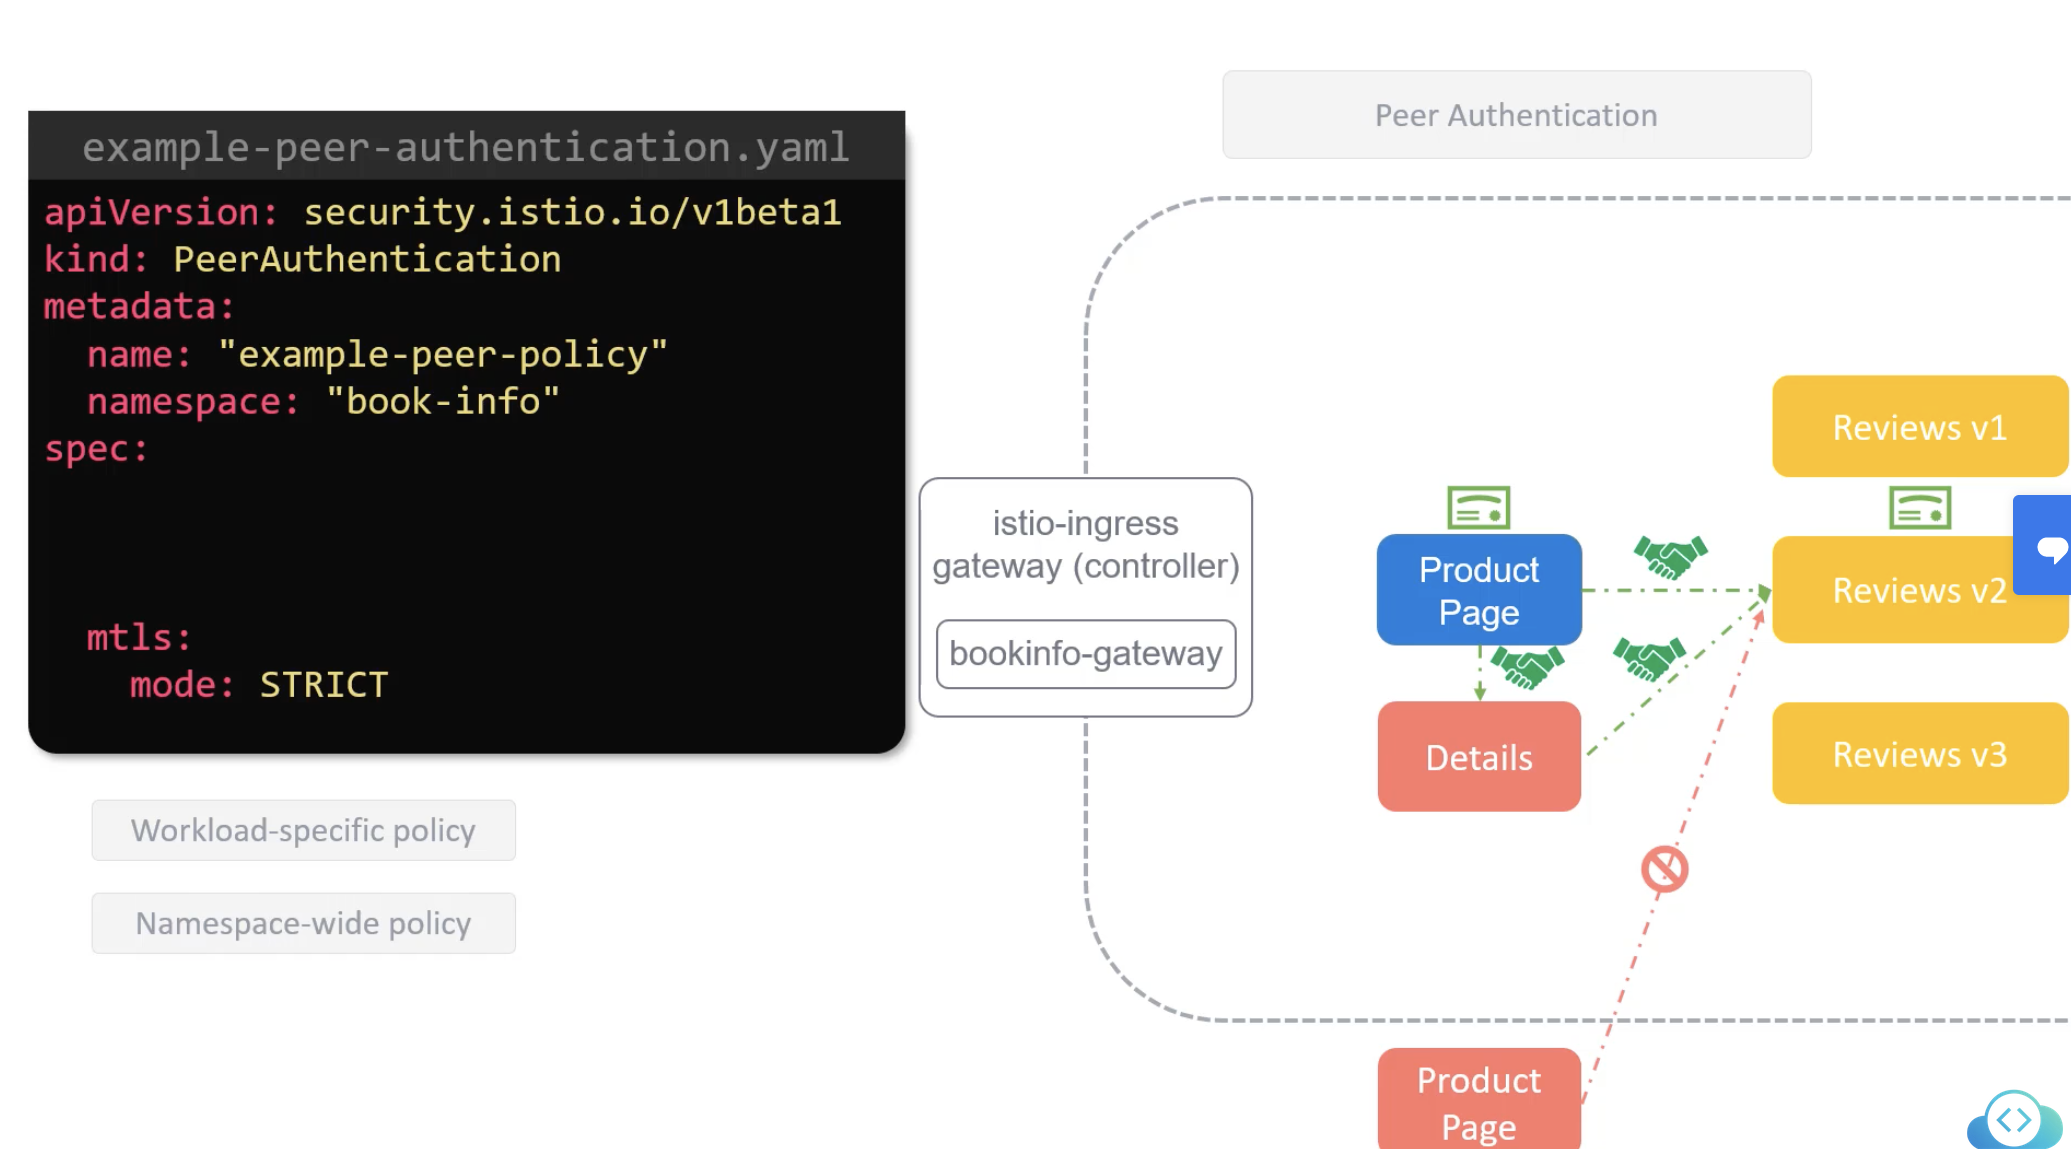 Peer Authentication
example-peer-authentication.yaml
apiVersion: security.istio.io/v1beta1
kind: PeerAuthentication
metadata:
  name: "example-peer-policy"
  namespace: "book-info"
spec:
  mtls:
    mode: STRICT
Workload-specific policy
Namespace-wide policy
istio-ingress
gateway (controller)
bookinfo-gateway
Product
Page
Details
Reviews v1
Reviews v2
Reviews v3
Product
Page